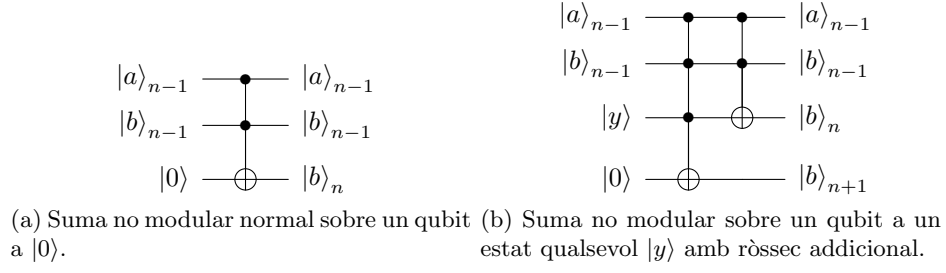 |a⟩ₙ₋₁ |a⟩ₙ₋₁
|b⟩ₙ₋₁ |b⟩ₙ₋₁
|0⟩ |b⟩ₙ
(a) Suma no modular normal sobre un qubit
a |0⟩.
|a⟩ₙ₋₁ |a⟩ₙ₋₁
|b⟩ₙ₋₁ |b⟩ₙ₋₁
|y⟩ |b⟩ₙ
|0⟩ |b⟩ₙ₊₁
(b) Suma no modular sobre un qubit a un
estat qualsevol |y⟩ amb ròssec addicional.